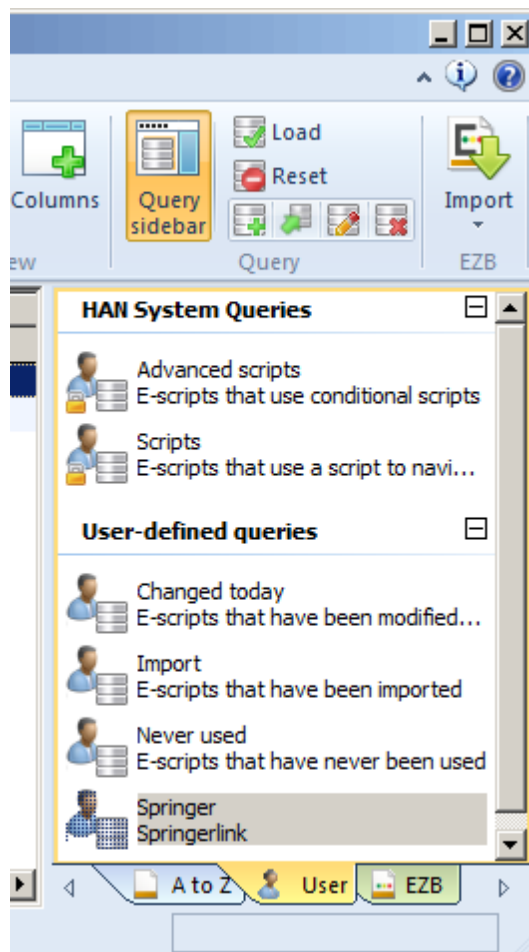 Columns
Query
sidebar
Load
Reset
Import
ew
Query
EZB
HAN System Queries
Advanced scripts
E-scripts that use conditional scripts
Scripts
E-scripts that use a script to navi...
User-defined queries
Changed today
E-scripts that have been modified...
Import
E-scripts that have been imported
Never used
E-scripts that have never been used
Springer
Springerlink
A to Z
User
EZB